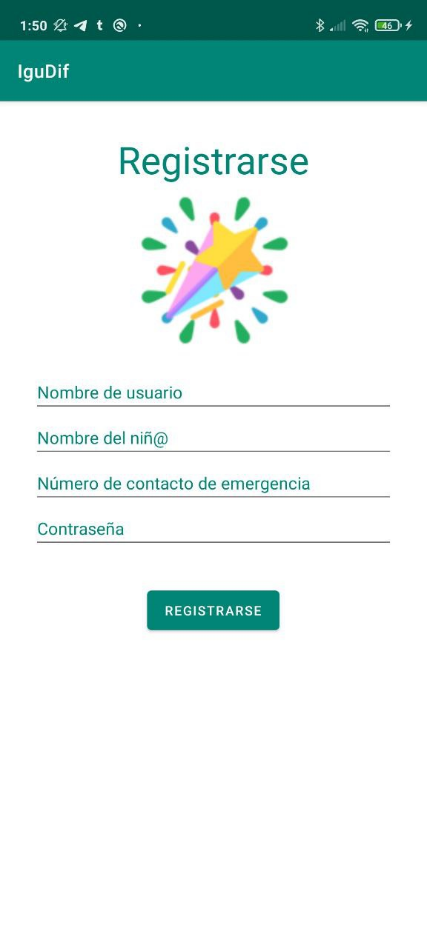 1:50
46
IguDif
Registrarse
Nombre de usuario
Nombre del niñ@
Número de contacto de emergencia
Contraseña
REGISTRARSE